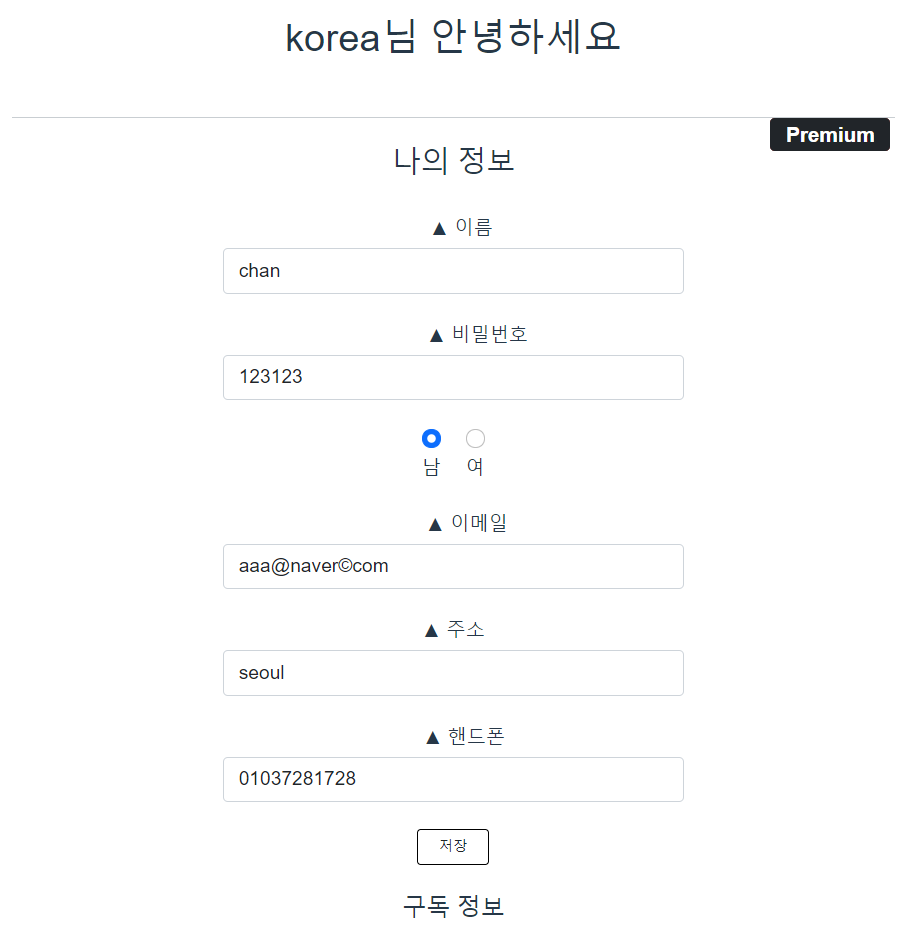 korea님 안녕하세요
Premium
나의 정보
▲ 이름
chan
▲ 비밀번호
123123
남 여
▲ 이메일
aaa@naver©com
▲ 주소
seoul
▲ 핸드폰
01037281728
저장
구독 정보